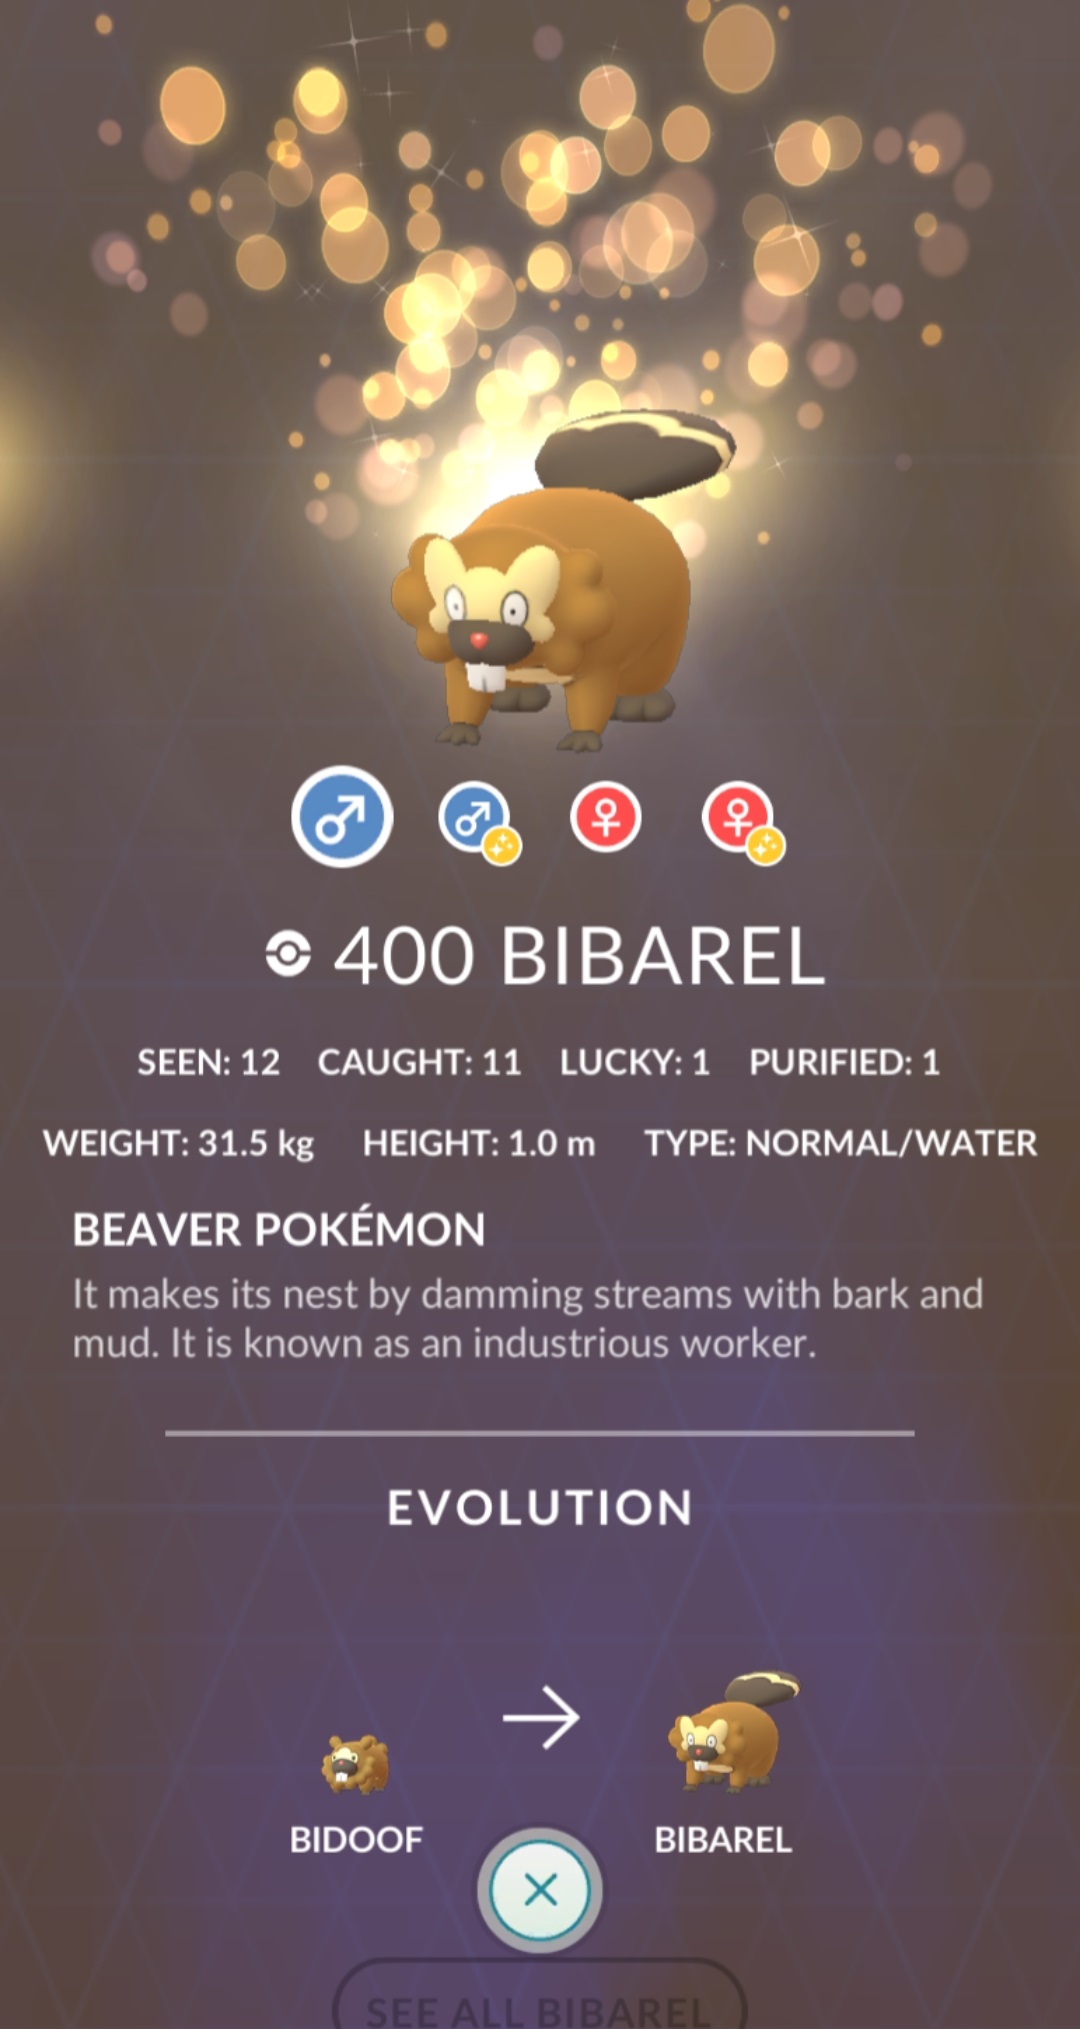 400 BIBAREL
SEEN: 12 CAUGHT: 11 LUCKY: 1 PURIFIED: 1
WEIGHT: 31.5 kg HEIGHT: 1.0 m TYPE: NORMAL/WATER
BEAVER POKÉMON
It makes its nest by damming streams with bark and
mud. It is known as an industrious worker.
EVOLUTION
BIDOOF BIBAREL
SEE ALL BIBAREL